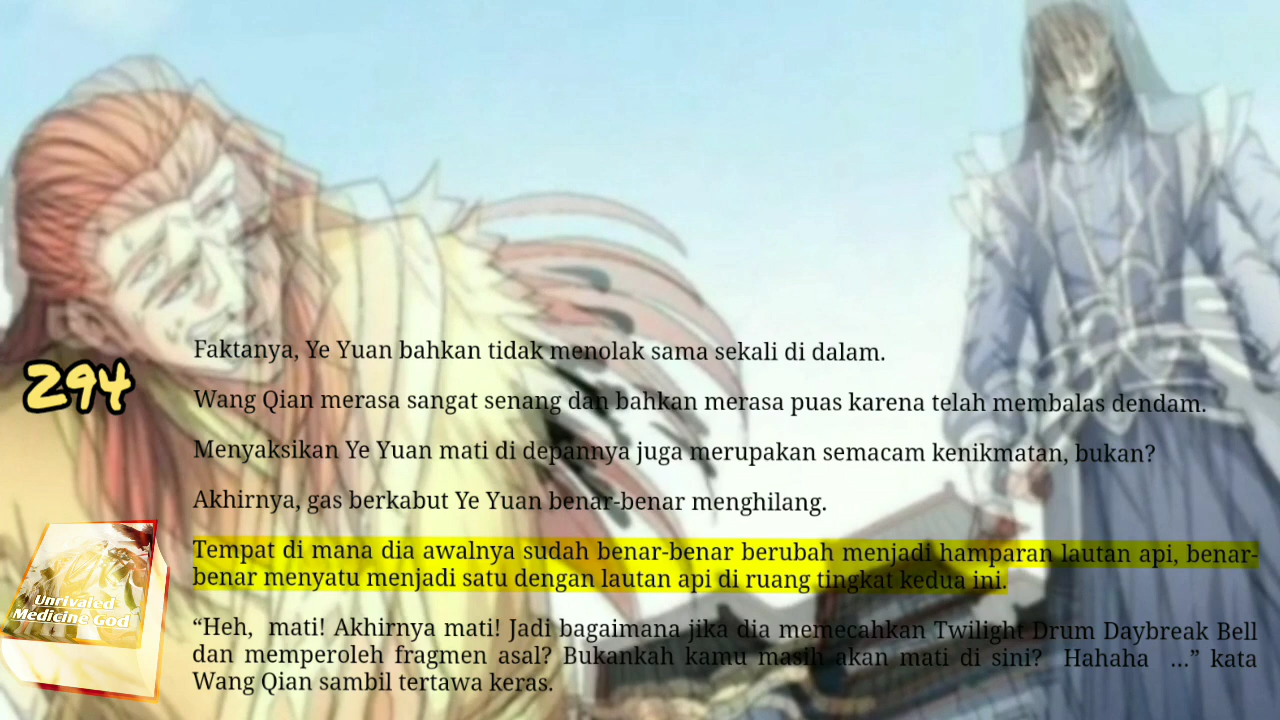 Faktanya, Ye Yuan bahkan tidak menolak sama sekali di dalam.
294
Wang Qian merasa sangat senang dan bahkan merasa puas karena telah membalas dendam.
Menyaksikan Ye Yuan mati di depannya juga merupakan semacam kenikmatan, bukan?
Akhirnya, gas berkabut Ye Yuan benar-benar menghilang.
Tempat di mana dia awalnya sudah benar-benar berubah menjadi hamparan lautan api, benar-
benar menyatu menjadi satu dengan lautan api di ruang tingkat kedua ini.
Unrivaled
Medicine God
“Heh,  mati! Akhirnya mati! Jadi bagaimana jika dia memecahkan Twilight Drum Daybreak Bell
dan memperoleh fragmen asal? Bukankah kamu masih akan mati di sini?  Hahaha  ...” kata
Wang Qian sambil tertawa keras.